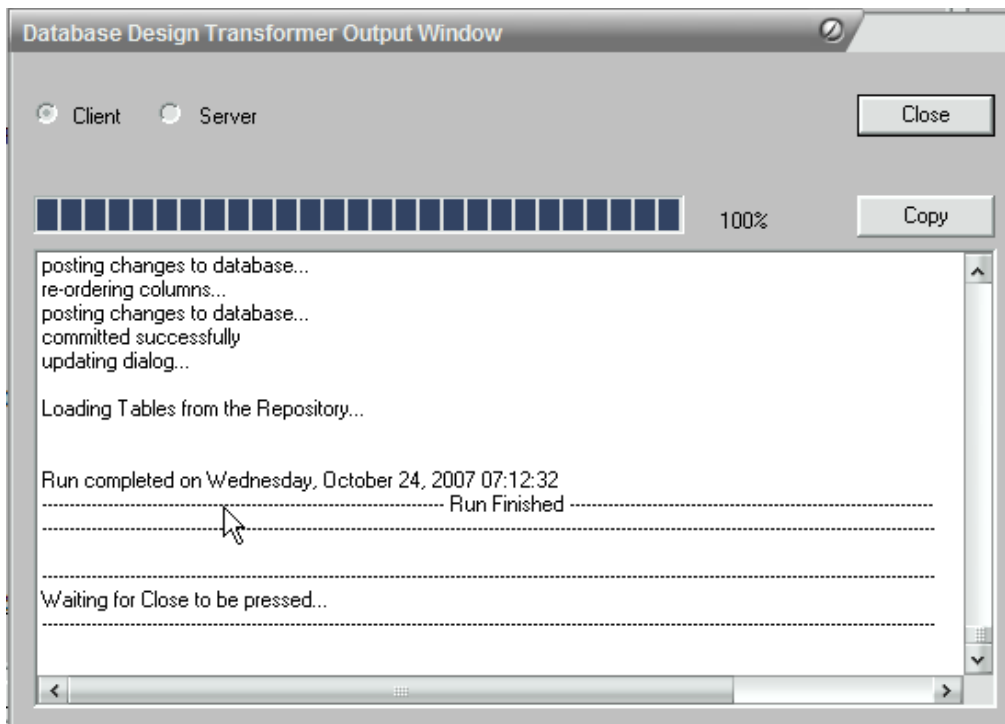 Database Design Transformer Output Window
Client Server
Close
100%
Copy
posting changes to database...
re-ordering columns...
posting changes to database...
committed successfully
updating dialog...
Loading Tables from the Repository...
Run completed on Wednesday, October 24, 2007 07:12:32
Run Finished
Waiting for Close to be pressed...